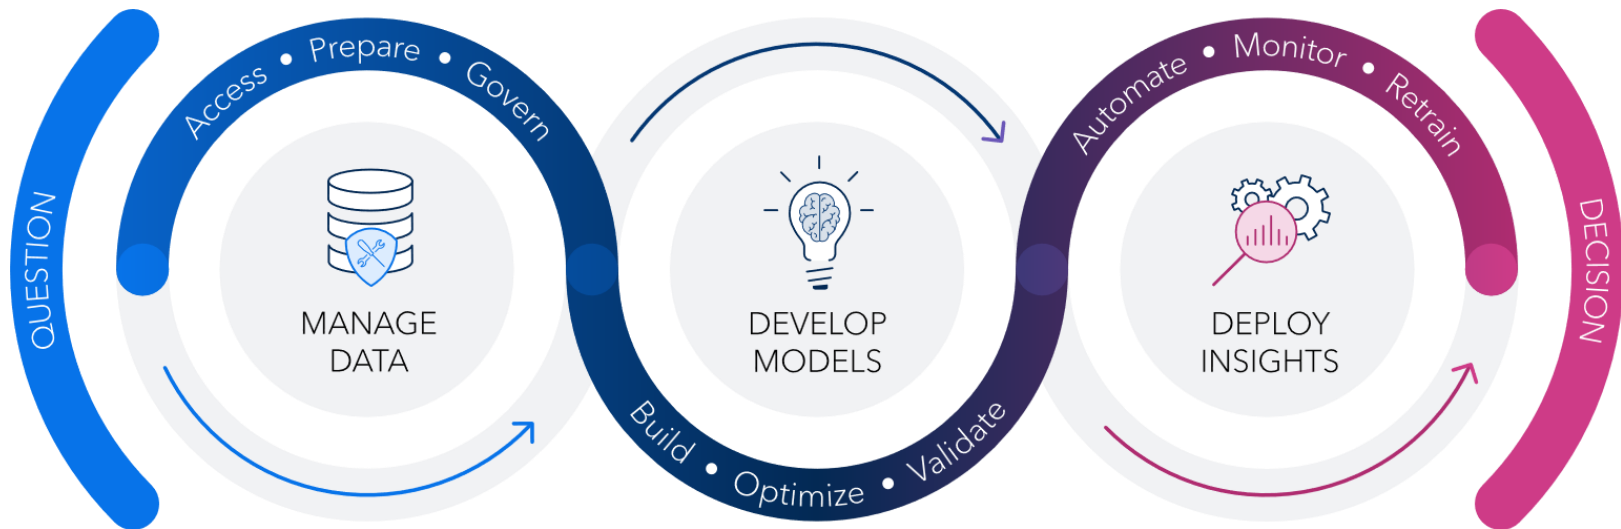 QUESTION
Access • Prepare • Govern
MANAGE
DATA
Build • Optimize • Validate
DEVELOP
MODELS
Automate • Monitor • Retrain
DEPLOY
INSIGHTS
DECISION